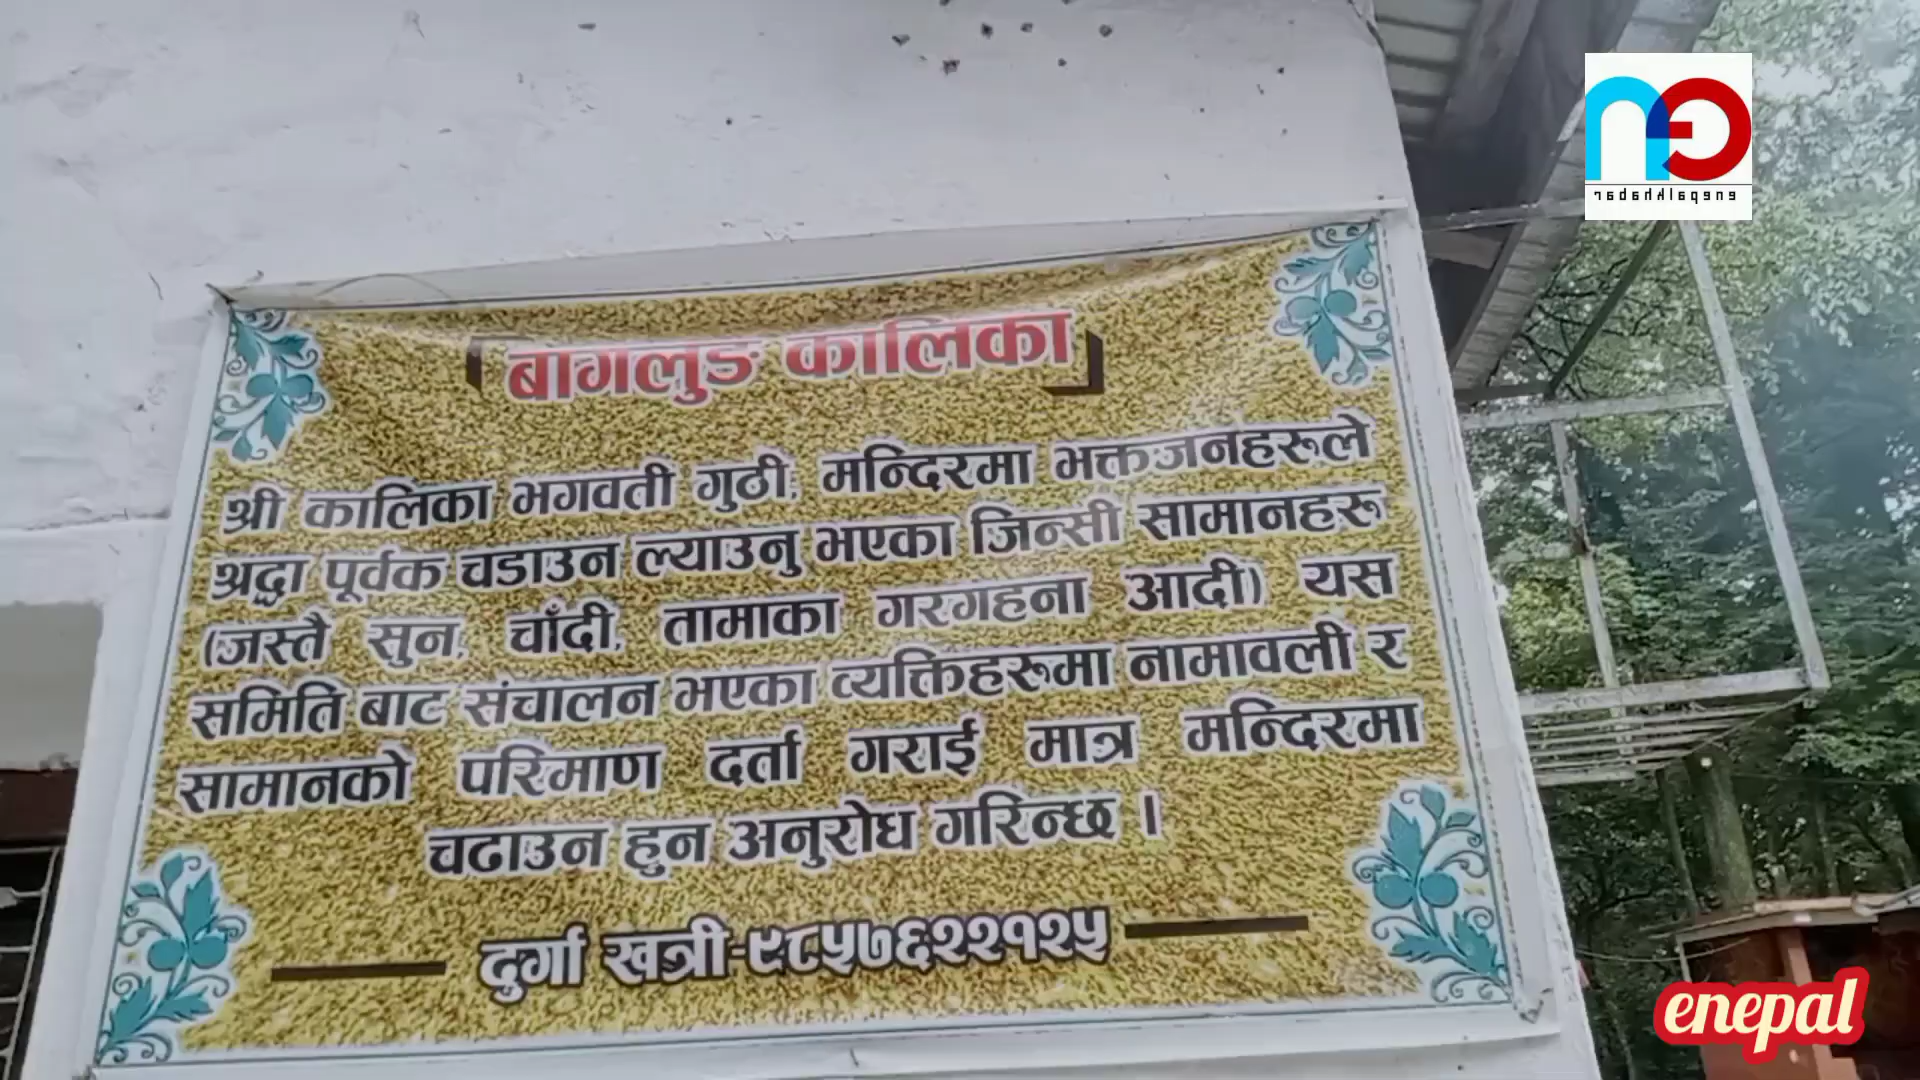 बागलुङ कालिका
श्री कालिका भगवती गुठी, मन्दिरमा भक्तजनहरूले
श्रद्धा पूर्वक चडाउन ल्याउनु भएका जिन्सी सामानहरू
(जस्तै सुन, चाँदी, तामाका गरगहना आदी) यस
समिति बाट संचालन भएका व्यक्तिहरूमा नामावली र
सामानको परिमाण दर्ता गराई मात्र मन्दिरमा
चढाउन हुन अनुरोध गरिन्छ ।
दुर्गा खत्री-९८५७६२२१२५
enepalkhabar
enepal